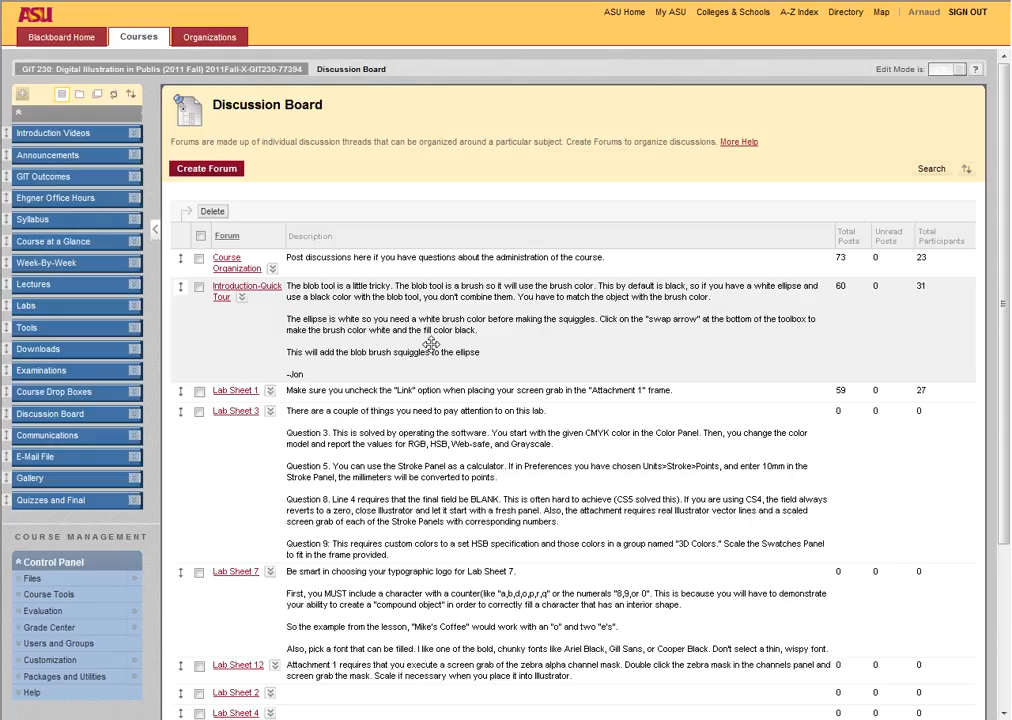 ASU
ASU Home My ASU Colleges & Schools A-Z Index Directory Map | Arnaud SIGN OUT
Blackboard Home Courses Organizations
GIT 230: Digital Illustration in Publis (2011 Fall) 2011Fall-X-GIT230-77394 Discussion Board Edit Mode is: ?
Introduction Videos
Announcements
GIT Outcomes
Ehgner Office Hours
Syllabus
Course at a Glance
Week-By-Week
Lectures
Labs
Tools
Downloads
Examinations
Course Drop Boxes
Discussion Board
Communications
E-Mail File
Gallery
Quizzes and Final
COURSE MANAGEMENT
Control Panel
Files
Course Tools
Evaluation
Grade Center
Users and Groups
Customization
Packages and Utilities
Help
Discussion Board
Forums are made up of individual discussion threads that can be organized around a particular subject. Create Forums to organize discussions. More Help
Create Forum Search
Delete
Forum Description Total Posts Unread Posts Total Participants
Course Organization Post discussions here if you have questions about the administration of the course. 73 0 23
Introduction-Quick Tour The blob tool is a little tricky. The blob tool is a brush so it will use the brush color. This by default is black, so if you have a white ellipse and 60 0 31
use a black color with the blob tool, you don't combine them. You have to match the object with the brush color.
The ellipse is white so you need a white brush color before making the squiggles. Click on the "swap arrow" at the bottom of the toolbox to
make the brush color white and the fill color black.
This will add the blob brush squiggles to the ellipse
-Jon
Lab Sheet 1 Make sure you uncheck the "Link" option when placing your screen grab in the "Attachment 1" frame. 59 0 27
Lab Sheet 3 There are a couple of things you need to pay attention to on this lab. 0 0 0
Question 3. This is solved by operating the software. You start with the given CMYK color in the Color Panel. Then, you change the color
model and report the values for RGB, HSB, Web-safe, and Grayscale.
Question 5. You can use the Stroke Panel as a calculator. If in Preferences you have chosen Units>Stroke>Points, and enter 10mm in the
Stroke Panel, the millimeters will be converted to points.
Question 8. Line 4 requires that the final field be BLANK. This is often hard to achieve (CS5 solved this). If you are using CS4, the field always
reverts to a zero, close Illustrator and let it start with a fresh panel. Also, the attachment requires real Illustrator vector lines and a scaled
screen grab of each of the Stroke Panels with corresponding numbers.
Question 9: This requires custom colors to a set HSB specification and those colors in a group named "3D Colors." Scale the Swatches Panel
to fit in the frame provided.
Lab Sheet 7 Be smart in choosing your typographic logo for Lab Sheet 7. 0 0 0
First, you MUST include a character with a counter(like "a,b,d,o,p,r,q" or the numerals "8,9,or 0". This is because you will have to demonstrate
your ability to create a "compound object" in order to correctly fill a character that has an interior shape.
So the example from the lesson, "Mike's Coffee" would work with an "o" and two "e's".
Also, pick a font that can be filled. I like one of the bold, chunky fonts like Ariel Black, Gill Sans, or Cooper Black. Don't select a thin, wispy font.
Lab Sheet 12 Attachment 1 requires that you execute a screen grab of the zebra alpha channel mask. Double click the zebra mask in the channels panel and 0 0 0
screen grab the mask. Scale if necessary when you place it into Illustrator.
Lab Sheet 2 0 0 0
Lab Sheet 4 0 0 0